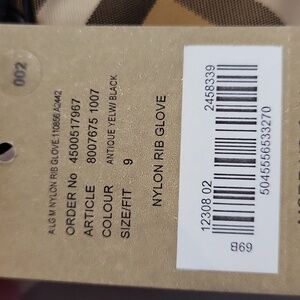 002
A\LG M NYLON RIB GLOVE:110856 A2442
ORDER No 4500517967
ARTICLE 8007675 1007
COLOUR ANTIQUE YELW/ BLACK
SIZE/FIT 9
NYLON RIB GLOVE
12308 02 2458339
5045556533270
69B